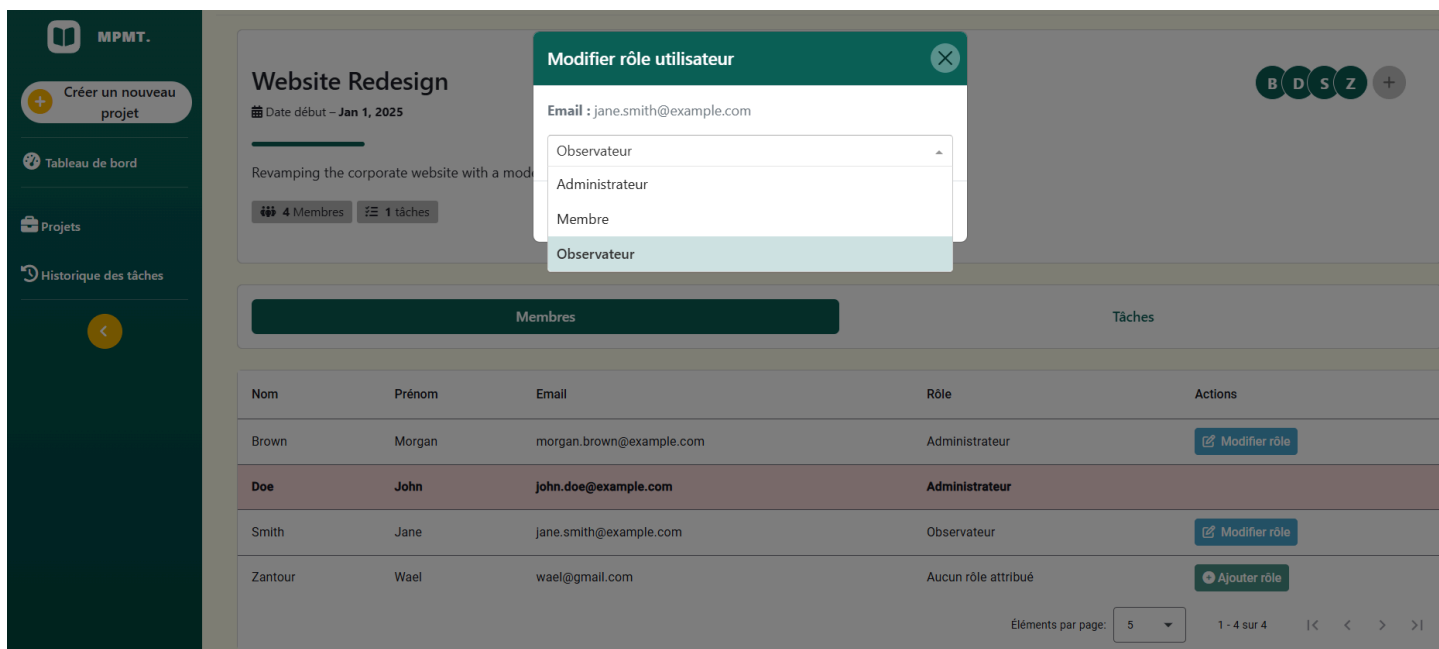 MPMT.
Créer un nouveau
projet
Tableau de bord
Projets
Historique des tâches
Website Redesign
Date début – Jan 1, 2025
Revamping the corporate website with a mod
4 Membres
1 tâches
B D S Z +
Modifier rôle utilisateur
Email : jane.smith@example.com
Observateur
Administrateur
Membre
Observateur
Membres
Tâches
Nom Prénom Email Rôle Actions
Brown Morgan morgan.brown@example.com Administrateur Modifier rôle
Doe John john.doe@example.com Administrateur
Smith Jane jane.smith@example.com Observateur Modifier rôle
Zantour Wael wael@gmail.com Aucun rôle attribué Ajouter rôle
Éléments par page: 5 1 - 4 sur 4